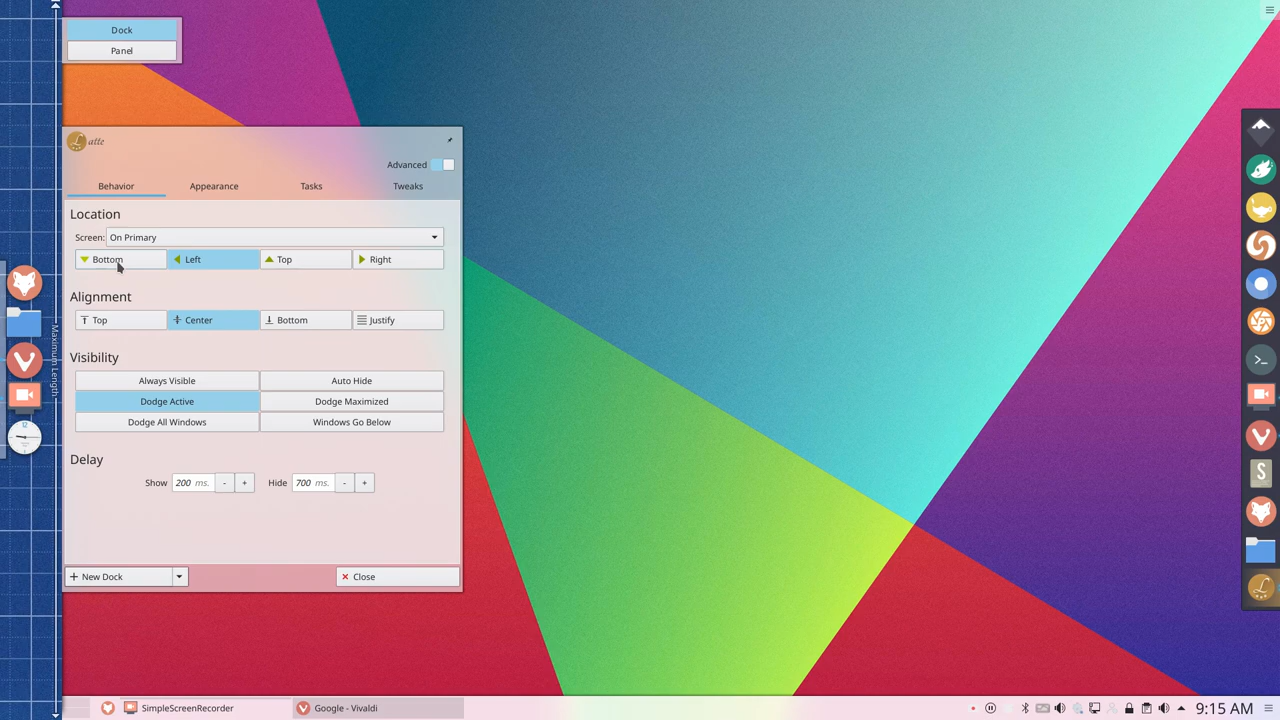 Dock
Panel
atte
Advanced
Behavior Appearance Tasks Tweaks
Location
Screen: On Primary
Bottom Left Top Right
Alignment
Top Center Bottom Justify
Visibility
Always Visible Auto Hide
Dodge Active Dodge Maximized
Dodge All Windows Windows Go Below
Delay
Show 200 ms. - + Hide 700 ms. - +
+ New Dock Close
Maximum Length
SimpleScreenRecorder Google - Vivaldi 9:15 AM